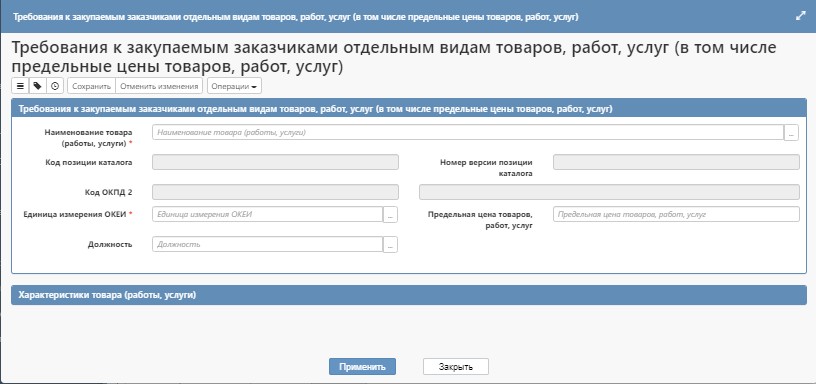 Требования к закупаемым заказчиками отдельным видам товаров, работ, услуг (в том числе предельные цены товаров, работ, услуг)
Требования к закупаемым заказчиками отдельным видам товаров, работ, услуг (в том числе
предельные цены товаров, работ, услуг)
Сохранить Отменить изменения Операции
Требования к закупаемым заказчиками отдельным видам товаров, работ, услуг (в том числе предельные цены товаров, работ, услуг)
Наименование товара
(работы, услуги) *
Наименование товара (работы, услуги) ...
Код позиции каталога
Номер версии позиции
каталога
Код ОКПД 2
Единица измерения ОКЕИ *
Единица измерения ОКЕИ ...
Предельная цена товаров,
работ, услуг
Предельная цена товаров, работ, услуг
Должность
Должность ...
Характеристики товара (работы, услуги)
Применить Закрыть